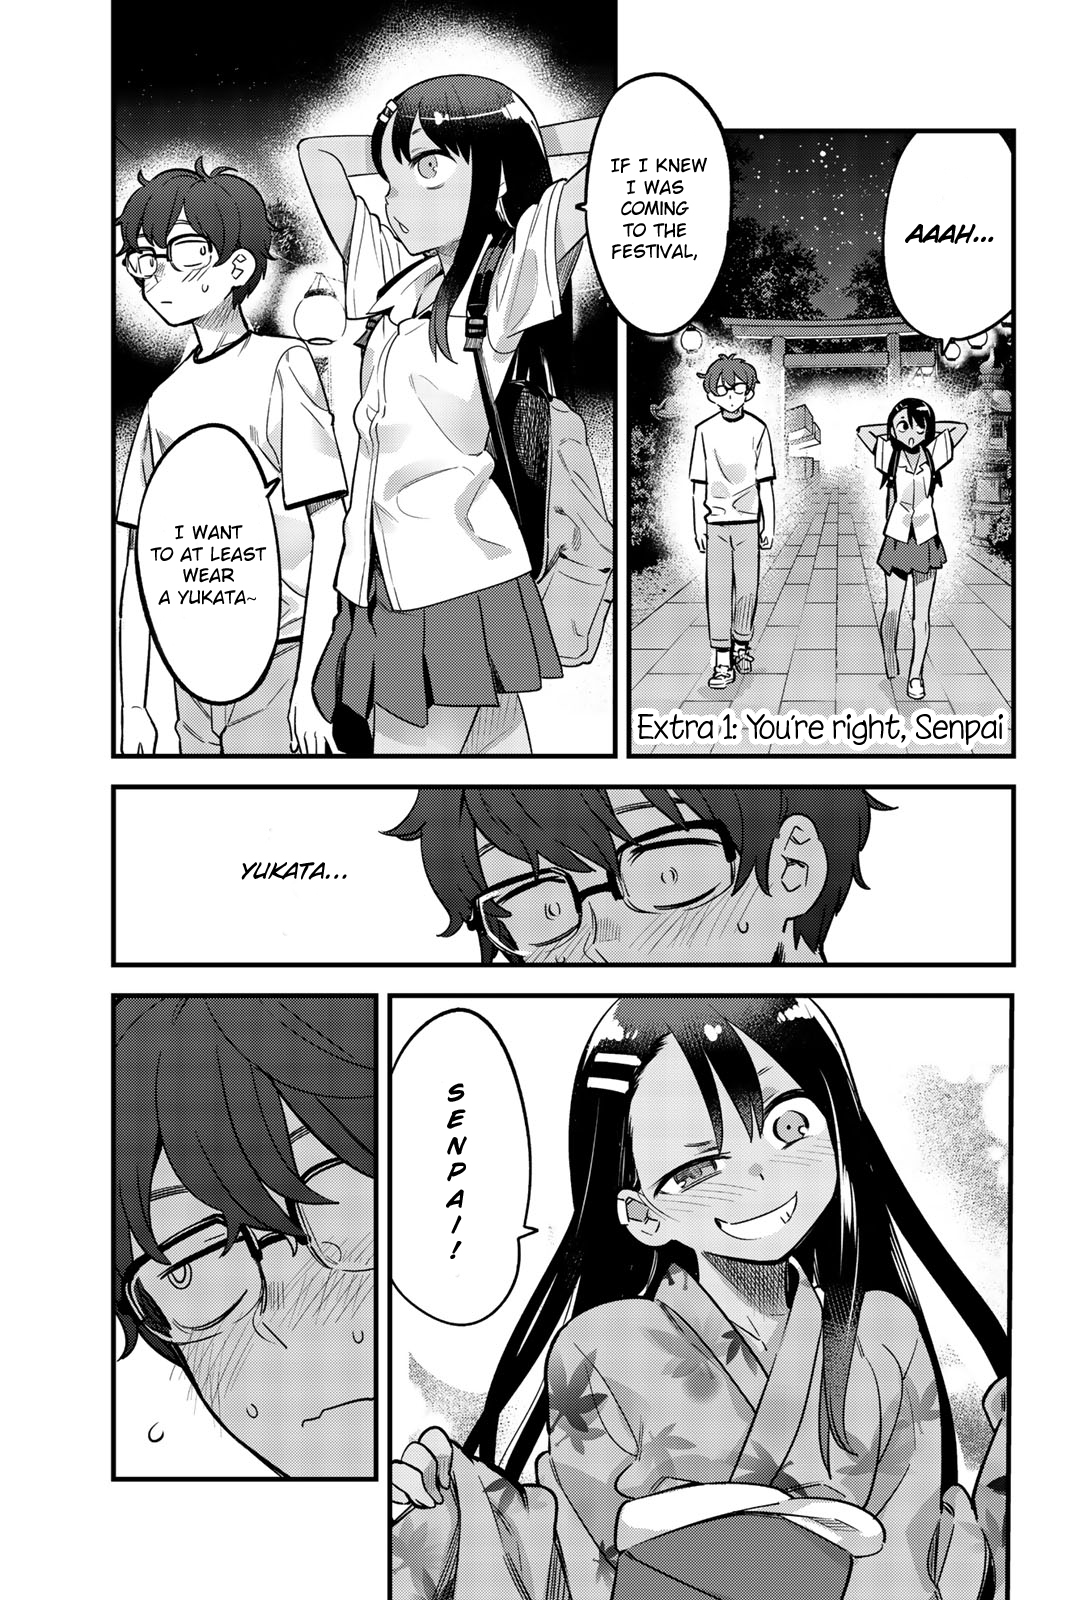 AAAH...
IF I KNEW
I WAS
COMING
TO THE
FESTIVAL,
Extra 1: You're right, Senpai
I WANT
TO AT LEAST
WEAR
A YUKATA~
YUKATA...
SENPAI!